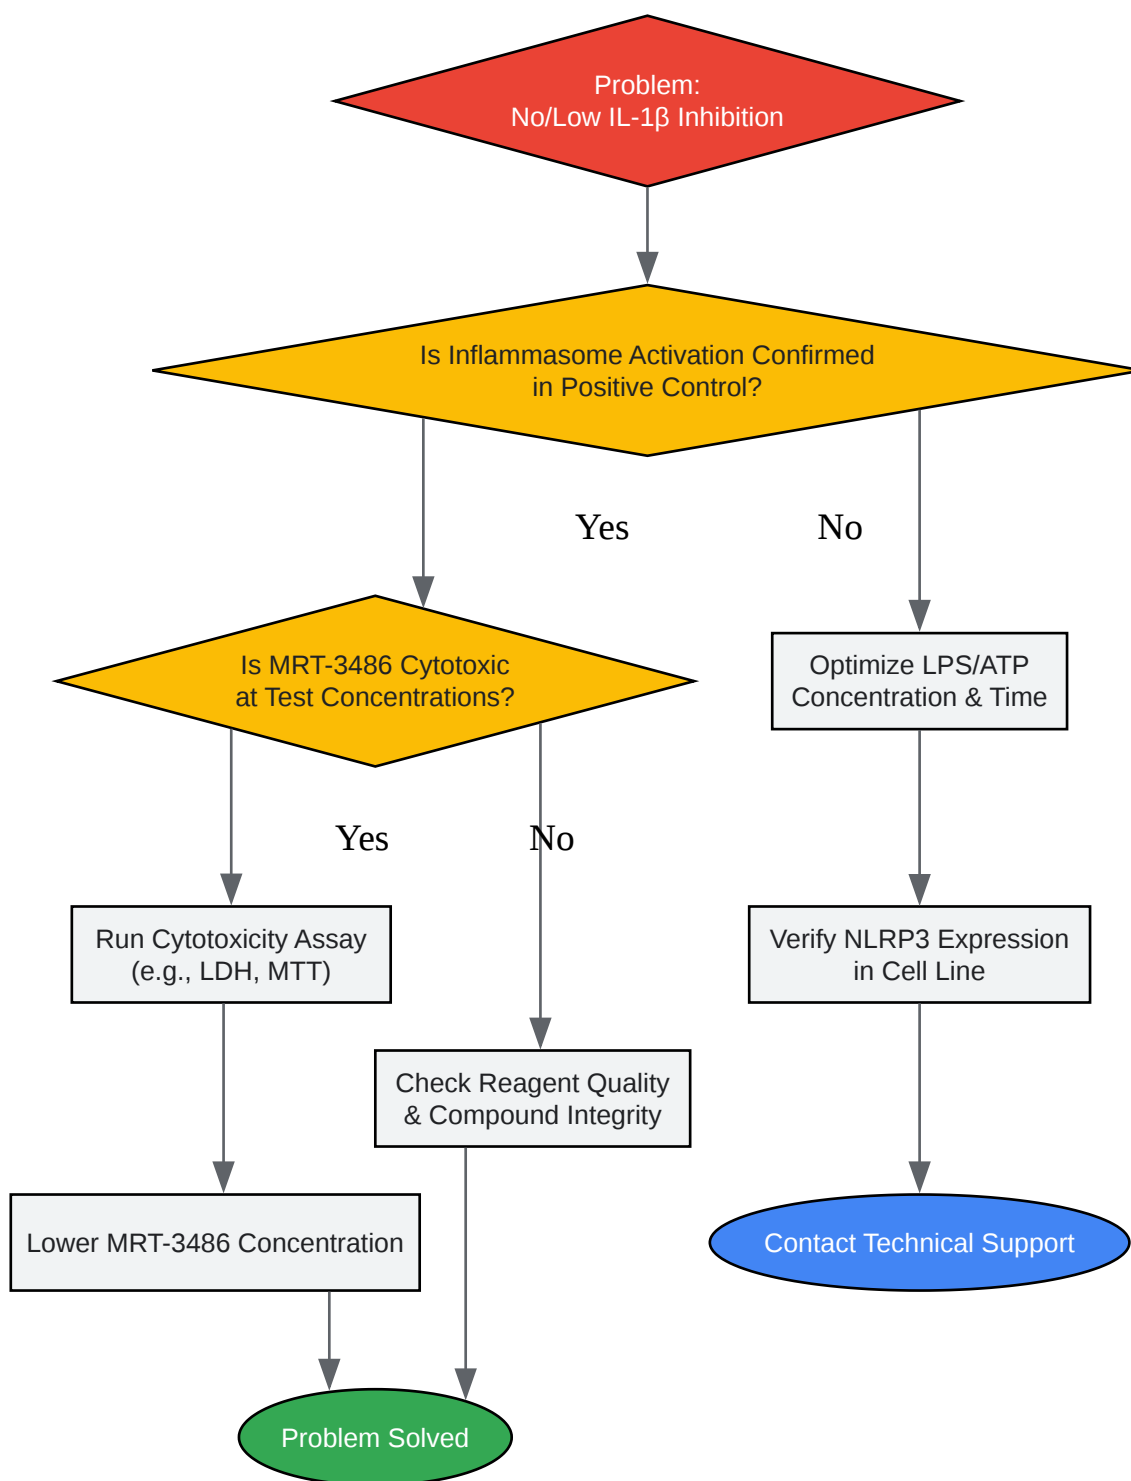 Problem:
No/Low IL-1β Inhibition
Is Inflammasome Activation Confirmed
in Positive Control?
Yes
No
Is MRT-3486 Cytotoxic
at Test Concentrations?
Optimize LPS/ATP
Concentration & Time
Yes
No
Run Cytotoxicity Assay
(e.g., LDH, MTT)
Verify NLRP3 Expression
in Cell Line
Check Reagent Quality
& Compound Integrity
Lower MRT-3486 Concentration
Contact Technical Support
Problem Solved